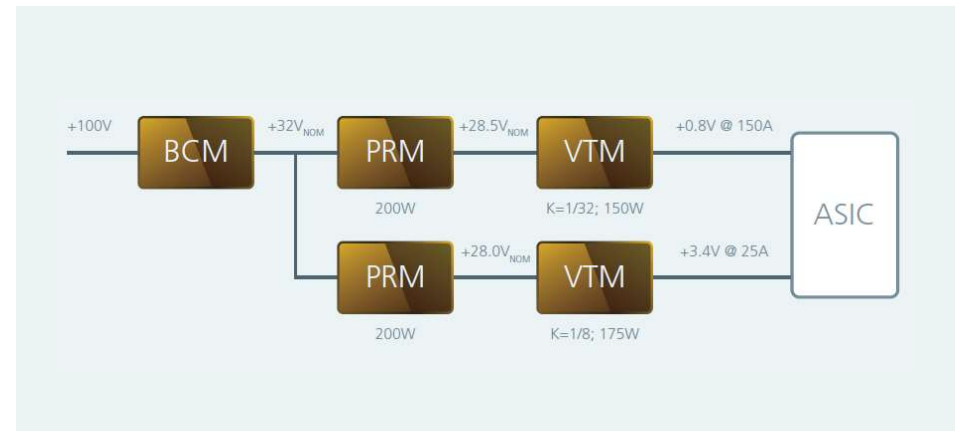 +100V
BCM
+32VNOM
PRM
+28.5VNOM
VTM
+0.8V @ 150A
200W
K=1/32; 150W
ASIC
PRM
+28.0VNOM
VTM
+3.4V @ 25A
200W
K=1/8; 175W